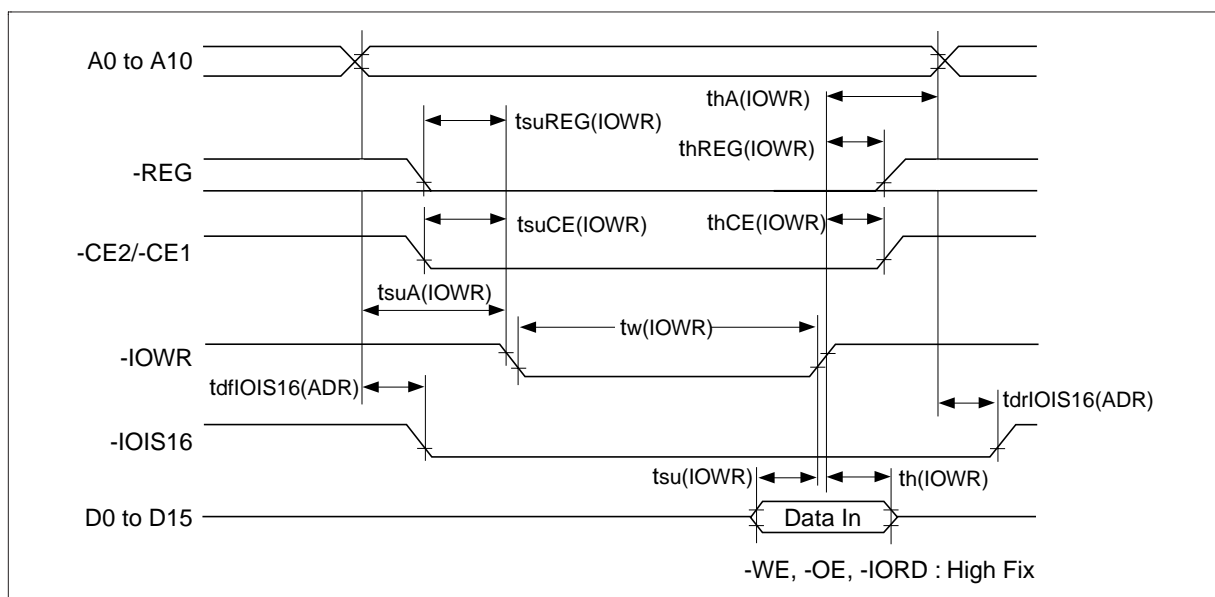 A0 to A10
thA(IOWR)
tsuREG(IOWR)
thREG(IOWR)
-REG
tsuCE(IOWR)
thCE(IOWR)
-CE2/-CE1
tsuA(IOWR)
tw(IOWR)
-IOWR
tdfIOIS16(ADR)
tdrIOIS16(ADR)
-IOIS16
tsu(IOWR)
th(IOWR)
D0 to D15
Data In
-WE, -OE, -IORD : High Fix